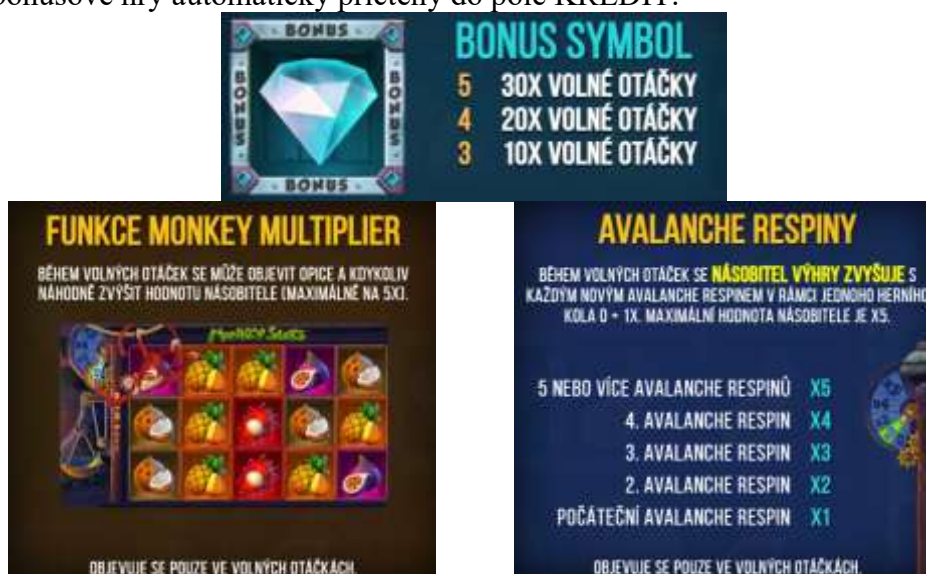 bonusové hry automaticky přičteny do pole KREDIT.
BONUS
BONUS
BONUS
BONUS
BONUS SYMBOL
5 30X VOLNÉ OTÁČKY
4 20X VOLNÉ OTÁČKY
3 10X VOLNÉ OTÁČKY
FUNKCE MONKEY MULTIPLIER
BĚHEM VOLNÝCH OTÁČEK SE MŮŽE OBJEVIT OPICE A KDYKOLIV
NÁHODNĚ ZVÝŠIT HODNOTU NÁSOBITELE (MAXIMÁLNĚ NA 5X).
OBJEVUJE SE POUZE VE VOLNÝCH OTÁČKÁCH.
AVALANCHE RESPINY
BĚHEM VOLNÝCH OTÁČEK SE NÁSOBITEL VÝHRY ZVYŠUJE S
KAŽDÝM NOVÝM AVALANCHE RESPINEM V RÁMCI JEDNOHO HERNÍHO
KOLA O + 1X. MAXIMÁLNÍ HODNOTA NÁSOBITELE JE X5.
5 NEBO VÍCE AVALANCHE RESPINŮ X5
4. AVALANCHE RESPIN X4
3. AVALANCHE RESPIN X3
2. AVALANCHE RESPIN X2
POČÁTEČNÍ AVALANCHE RESPIN X1
OBJEVUJE SE POUZE VE VOLNÝCH OTÁČKÁCH.